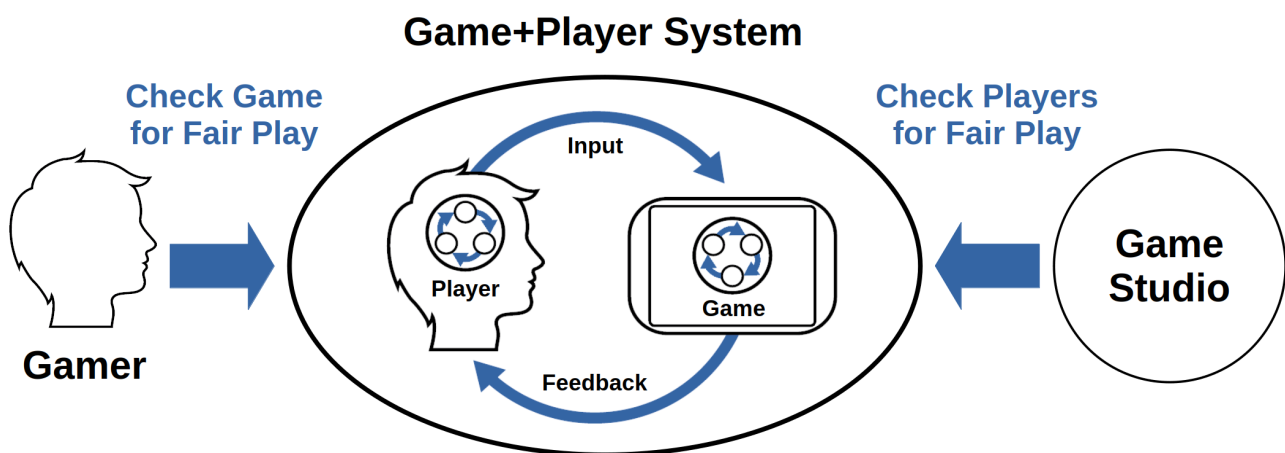 Game+Player System
Check Game
for Fair Play
Check Players
for Fair Play
Input
Player
Game
Feedback
Gamer
Game
Studio